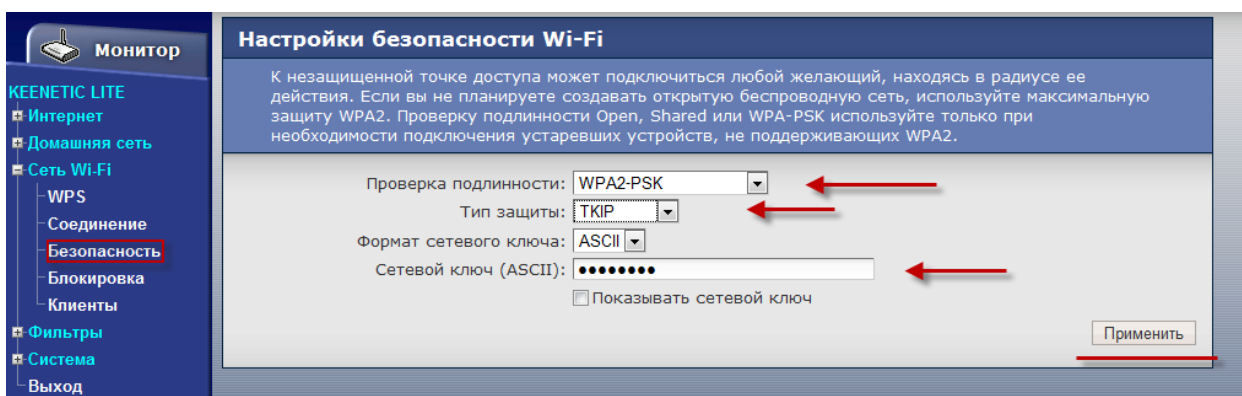 Монитор
KEENETIC LITE
Интернет
Домашняя сеть
Сеть Wi-Fi
WPS
Соединение
Безопасность
Блокировка
Клиенты
Фильтры
Система
Выход
Настройки безопасности Wi-Fi
К незащищенной точке доступа может подключиться любой желающий, находясь в радиусе ее
действия. Если вы не планируете создавать открытую беспроводную сеть, используйте максимальную
защиту WPA2. Проверку подлинности Open, Shared или WPA-PSK используйте только при
необходимости подключения устаревших устройств, не поддерживающих WPA2.
Проверка подлинности: WPA2-PSK
Тип защиты: TKIP
Формат сетевого ключа: ASCII
Сетевой ключ (ASCII): ●●●●●●●●
Показывать сетевой ключ
Применить